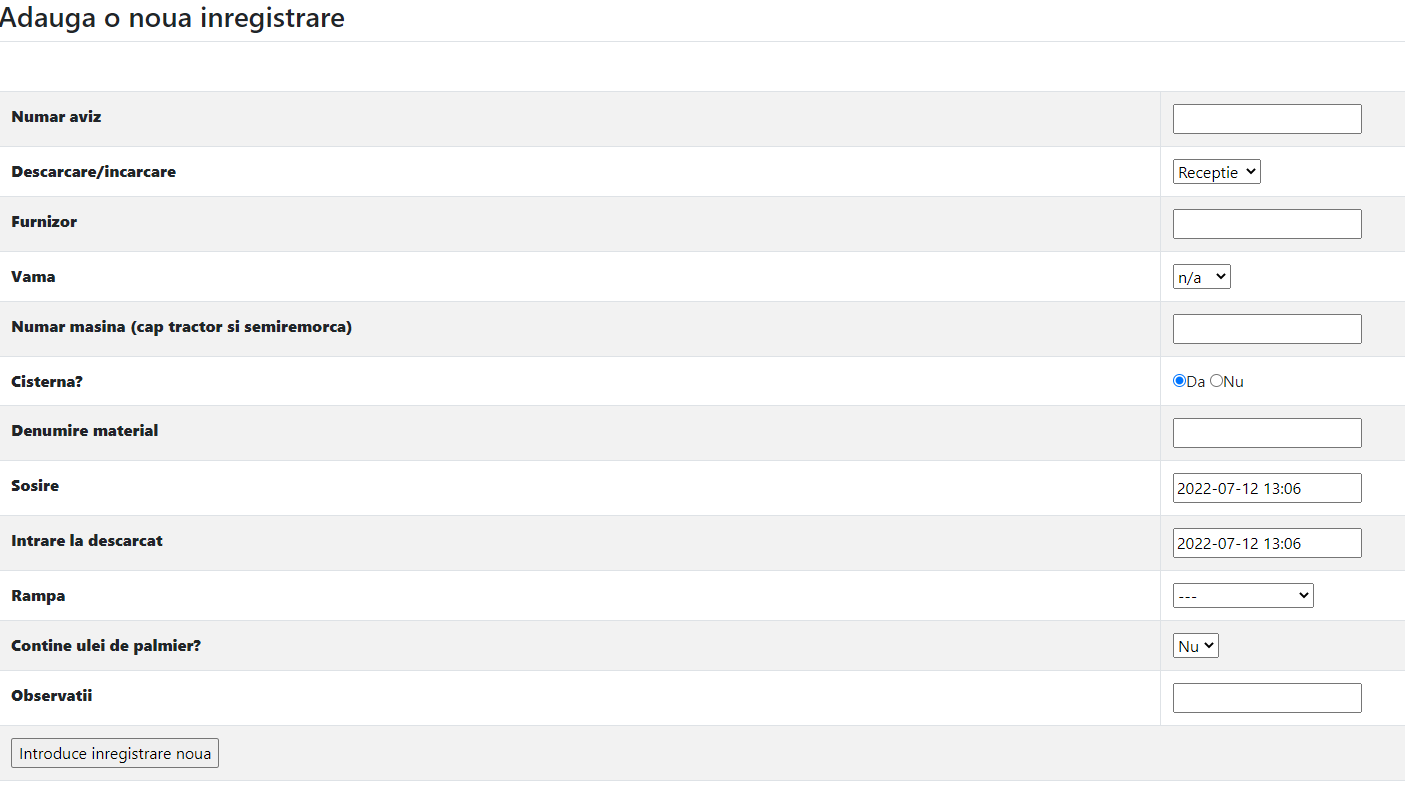 Adauga o noua inregistrare
Numar aviz
Descarcare/incarcare Receptie
Furnizor
Vama n/a
Numar masina (cap tractor si semiremorca)
Cisterna? Da Nu
Denumire material
Sosire 2022-07-12 13:06
Intrare la descarcat 2022-07-12 13:06
Rampa ---
Contine ulei de palmier? Nu
Observatii
Introduce inregistrare noua